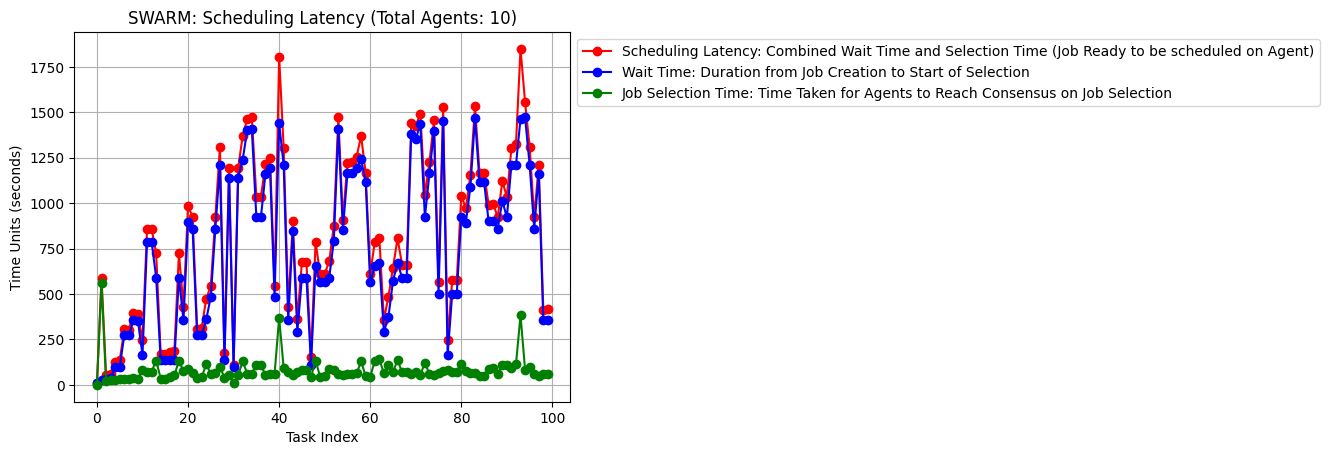 SWARM: Scheduling Latency (Total Agents: 10)
Scheduling Latency: Combined Wait Time and Selection Time (Job Ready to be scheduled on Agent)
Wait Time: Duration from Job Creation to Start of Selection
Job Selection Time: Time Taken for Agents to Reach Consensus on Job Selection
Time Units (seconds)
1750
1500
1250
1000
750
500
250
0
0 20 40 60 80 100
Task Index